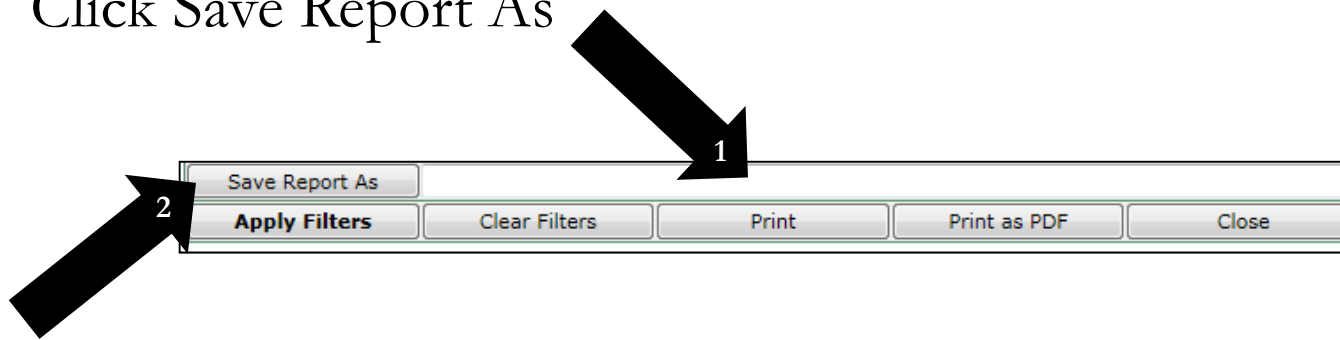 Click Save Report As
1
Save Report As
2
Apply Filters Clear Filters Print Print as PDF Close